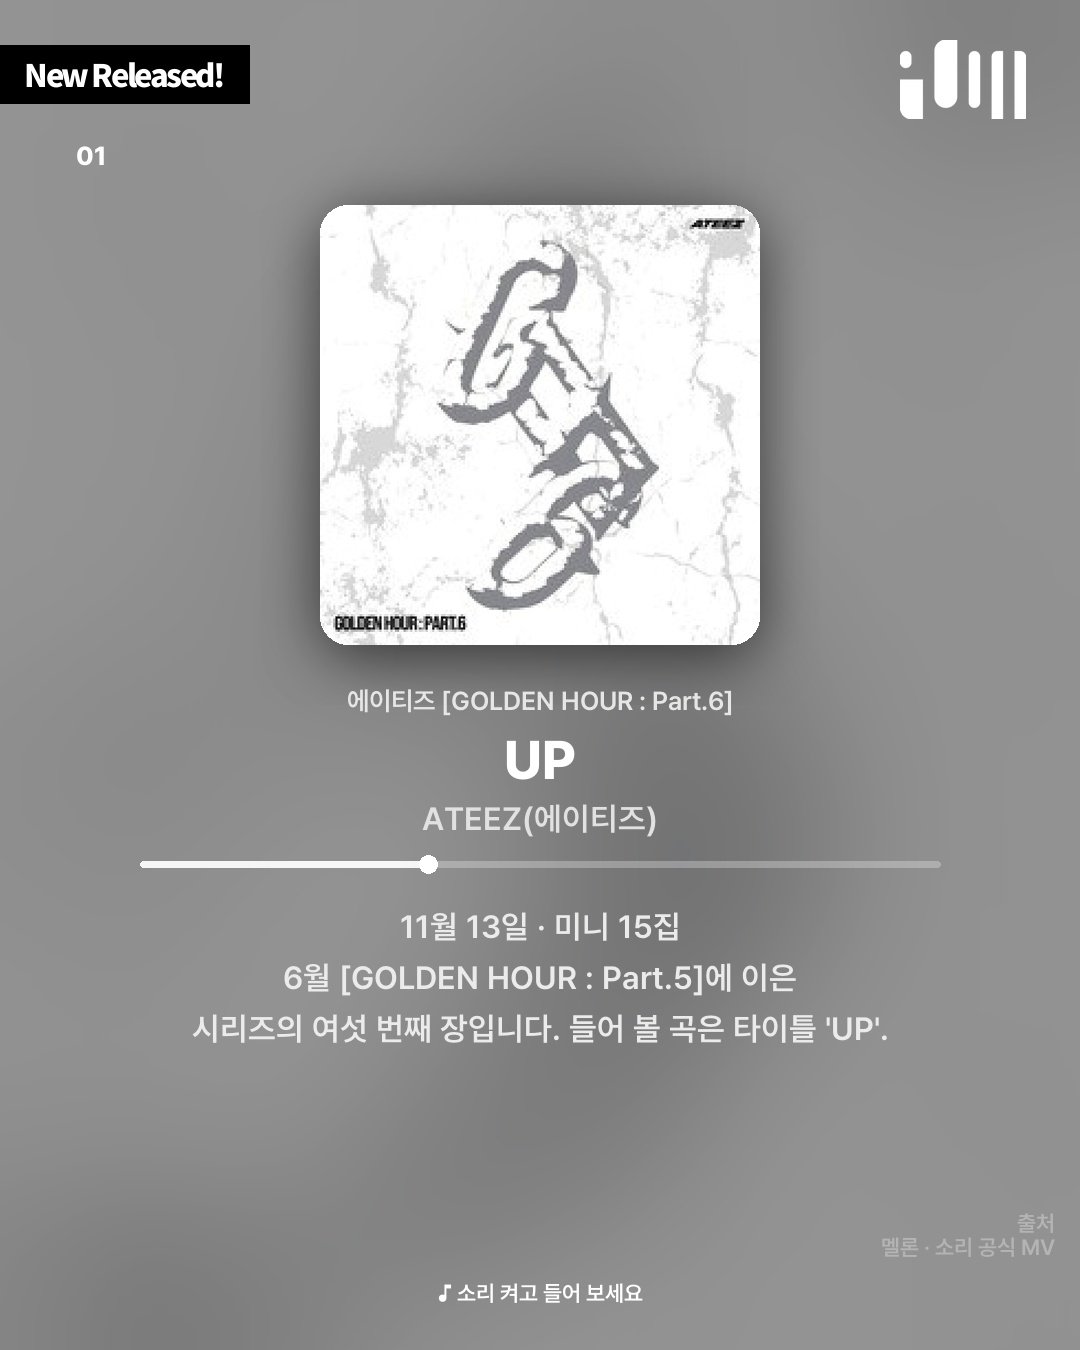 New Released!
idm
01
ATEEZ
GOLDEN HOUR : PART.6
에이티즈 [GOLDEN HOUR : Part.6]
UP
ATEEZ(에이티즈)
11월 13일 · 미니 15집
6월 [GOLDEN HOUR : Part.5]에 이은
시리즈의 여섯 번째 장입니다. 들어 볼 곡은 타이틀 'UP'.
출처
멜론 · 소리 공식 MV
♪ 소리 켜고 들어 보세요